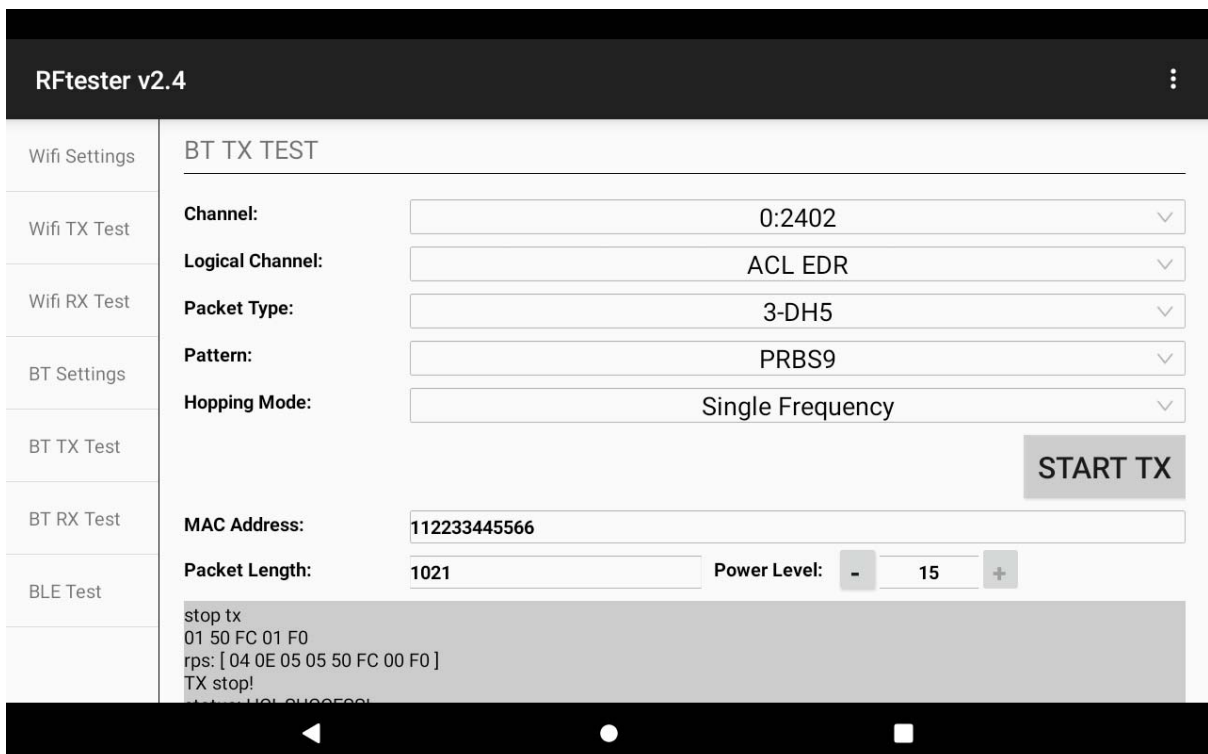 RFtester v2.4
Wifi Settings
Wifi TX Test
Wifi RX Test
BT Settings
BT TX Test
BT RX Test
BLE Test
BT TX TEST
Channel: 0:2402
Logical Channel: ACL EDR
Packet Type: 3-DH5
Pattern: PRBS9
Hopping Mode: Single Frequency
START TX
MAC Address: 112233445566
Packet Length: 1021 Power Level: - 15 +
stop tx
01 50 FC 01 F0
rps: [ 04 0E 05 05 50 FC 00 F0 ]
TX stop!